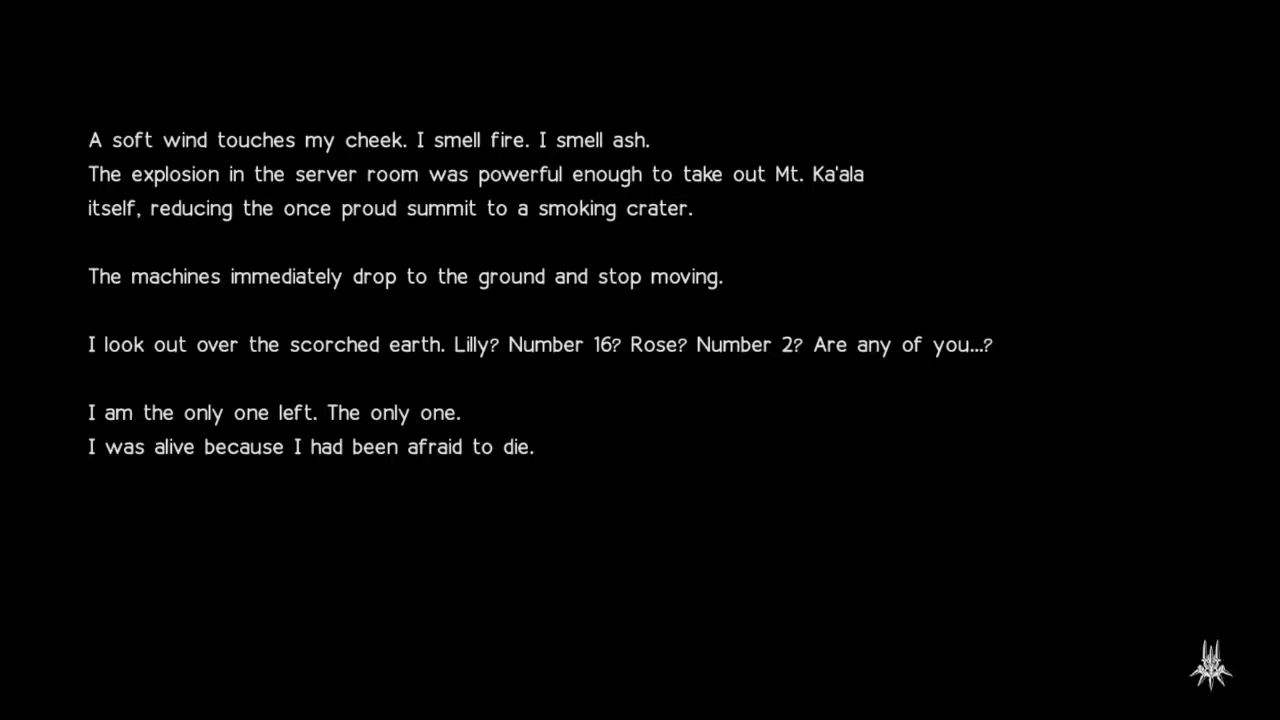 A soft wind touches my cheek. I smell fire. I smell ash.
The explosion in the server room was powerful enough to take out Mt. Ka'ala
itself, reducing the once proud summit to a smoking crater.
The machines immediately drop to the ground and stop moving.
I look out over the scorched earth. Lilly? Number 16? Rose? Number 2? Are any of you...?
I am the only one left. The only one.
I was alive because I had been afraid to die.